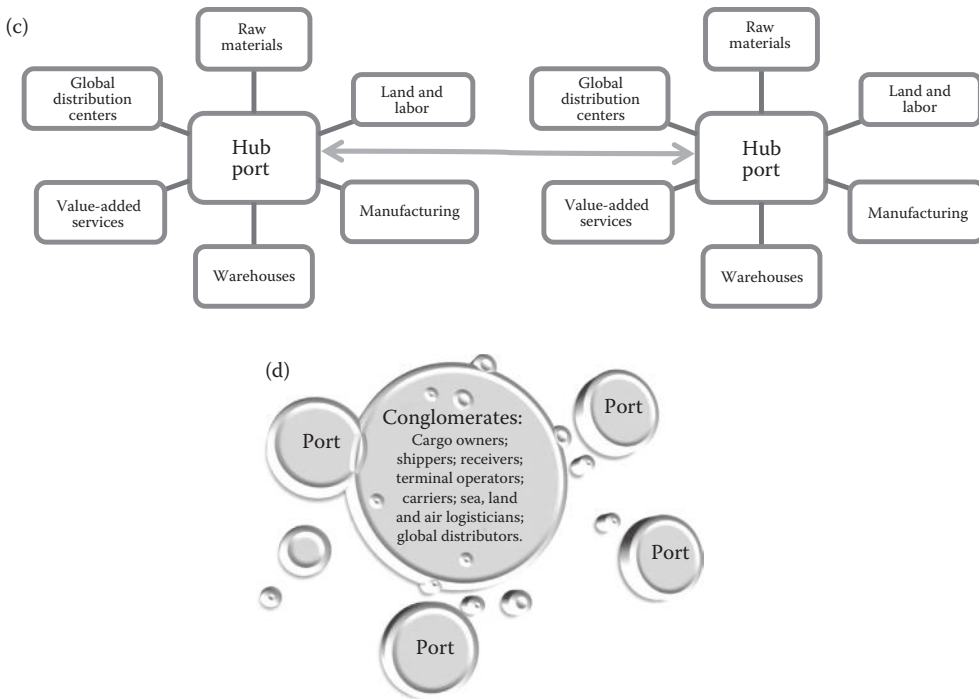 (c)
Raw
materials
Global
distribution
centers
Land and
labor
Hub
port
Value-added
services
Manufacturing
Warehouses
Raw
materials
Global
distribution
centers
Land and
labor
Hub
port
Value-added
services
Manufacturing
Warehouses
(d)
Port
Conglomerates:
Cargo owners;
shippers; receivers;
terminal operators;
carriers; sea, land
and air logisticians;
global distributors.
Port
Port
Port